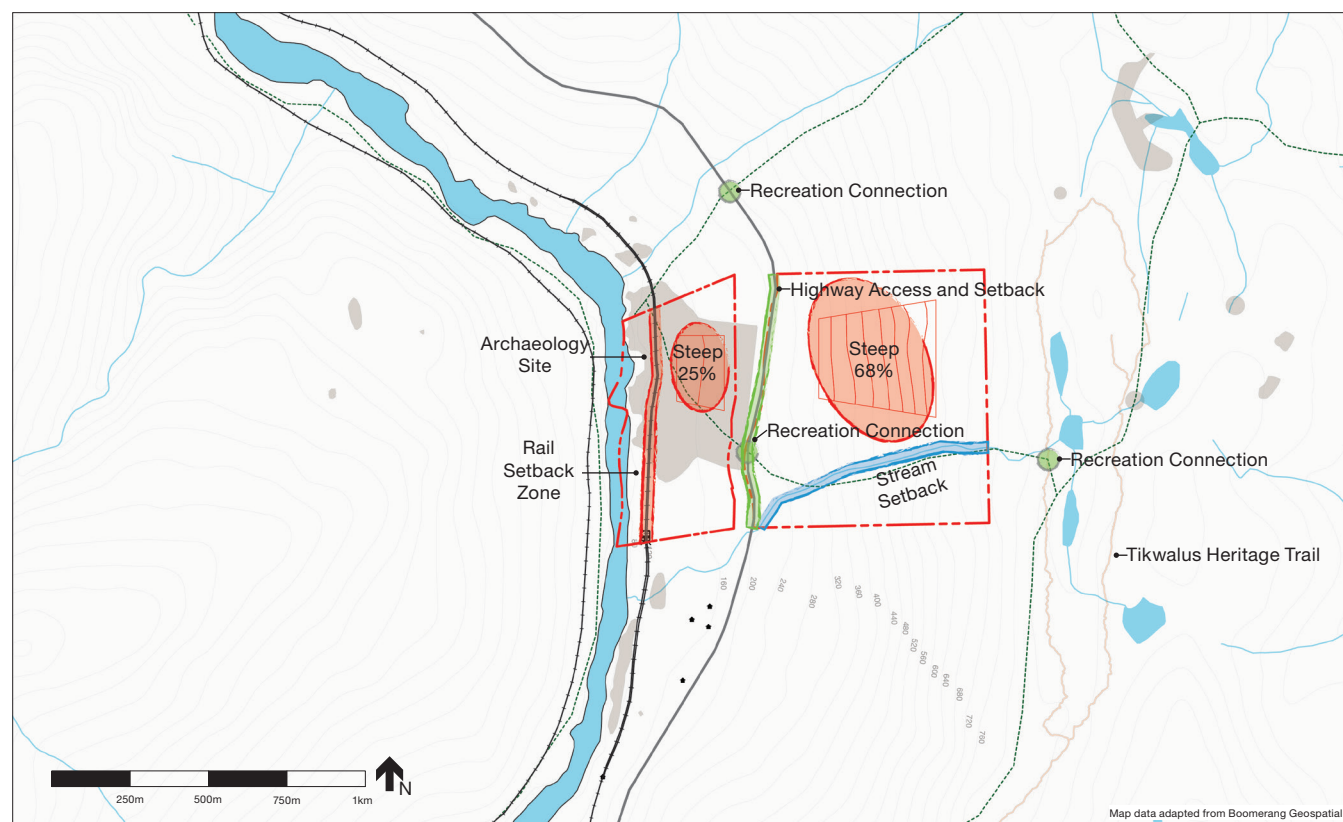 Recreation Connection
Highway Access and Setback
Archaeology
Site
Steep
25%
Steep
68%
Recreation Connection
Rail
Setback
Zone
Stream
Setback
Recreation Connection
Tikwalus Heritage Trail
160
200
240
280
320
360
400
440
480
520
560
600
640
680
720
760
N
250m
500m
750m
1km
Map data adapted from Boomerang Geospatial